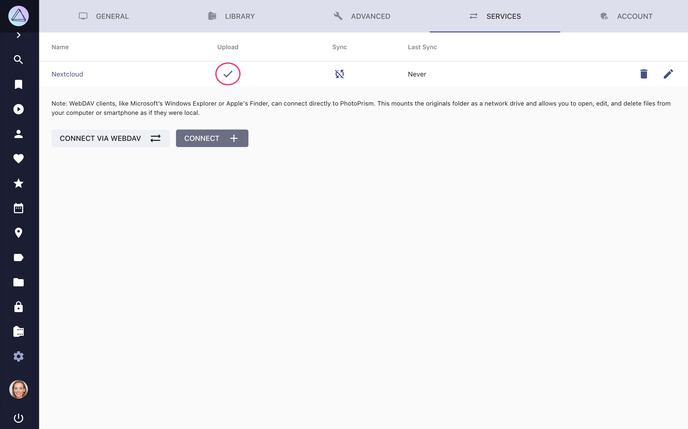 GENERAL
LIBRARY
ADVANCED
SERVICES
ACCOUNT
Name
Upload
Sync
Last Sync
Nextcloud
Never
Note: WebDAV clients, like Microsoft's Windows Explorer or Apple's Finder, can connect directly to PhotoPrism. This mounts the originals folder as a network drive and allows you to open, edit, and delete files from
your computer or smartphone as if they were local.
CONNECT VIA WEBDAV
CONNECT